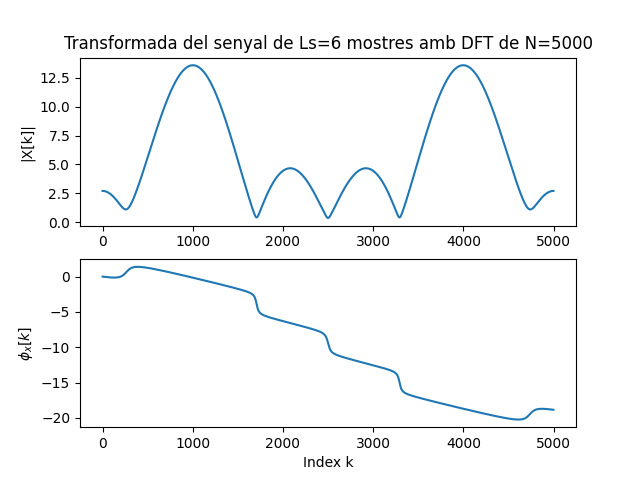 Transformada del senyal de Ls=6 mostres amb DFT de N=5000
|X[k]|
12.5
10.0
7.5
5.0
2.5
0.0
0 1000 2000 3000 4000 5000
ϕx[k]
0
−5
−10
−15
−20
0 1000 2000 3000 4000 5000
Index k